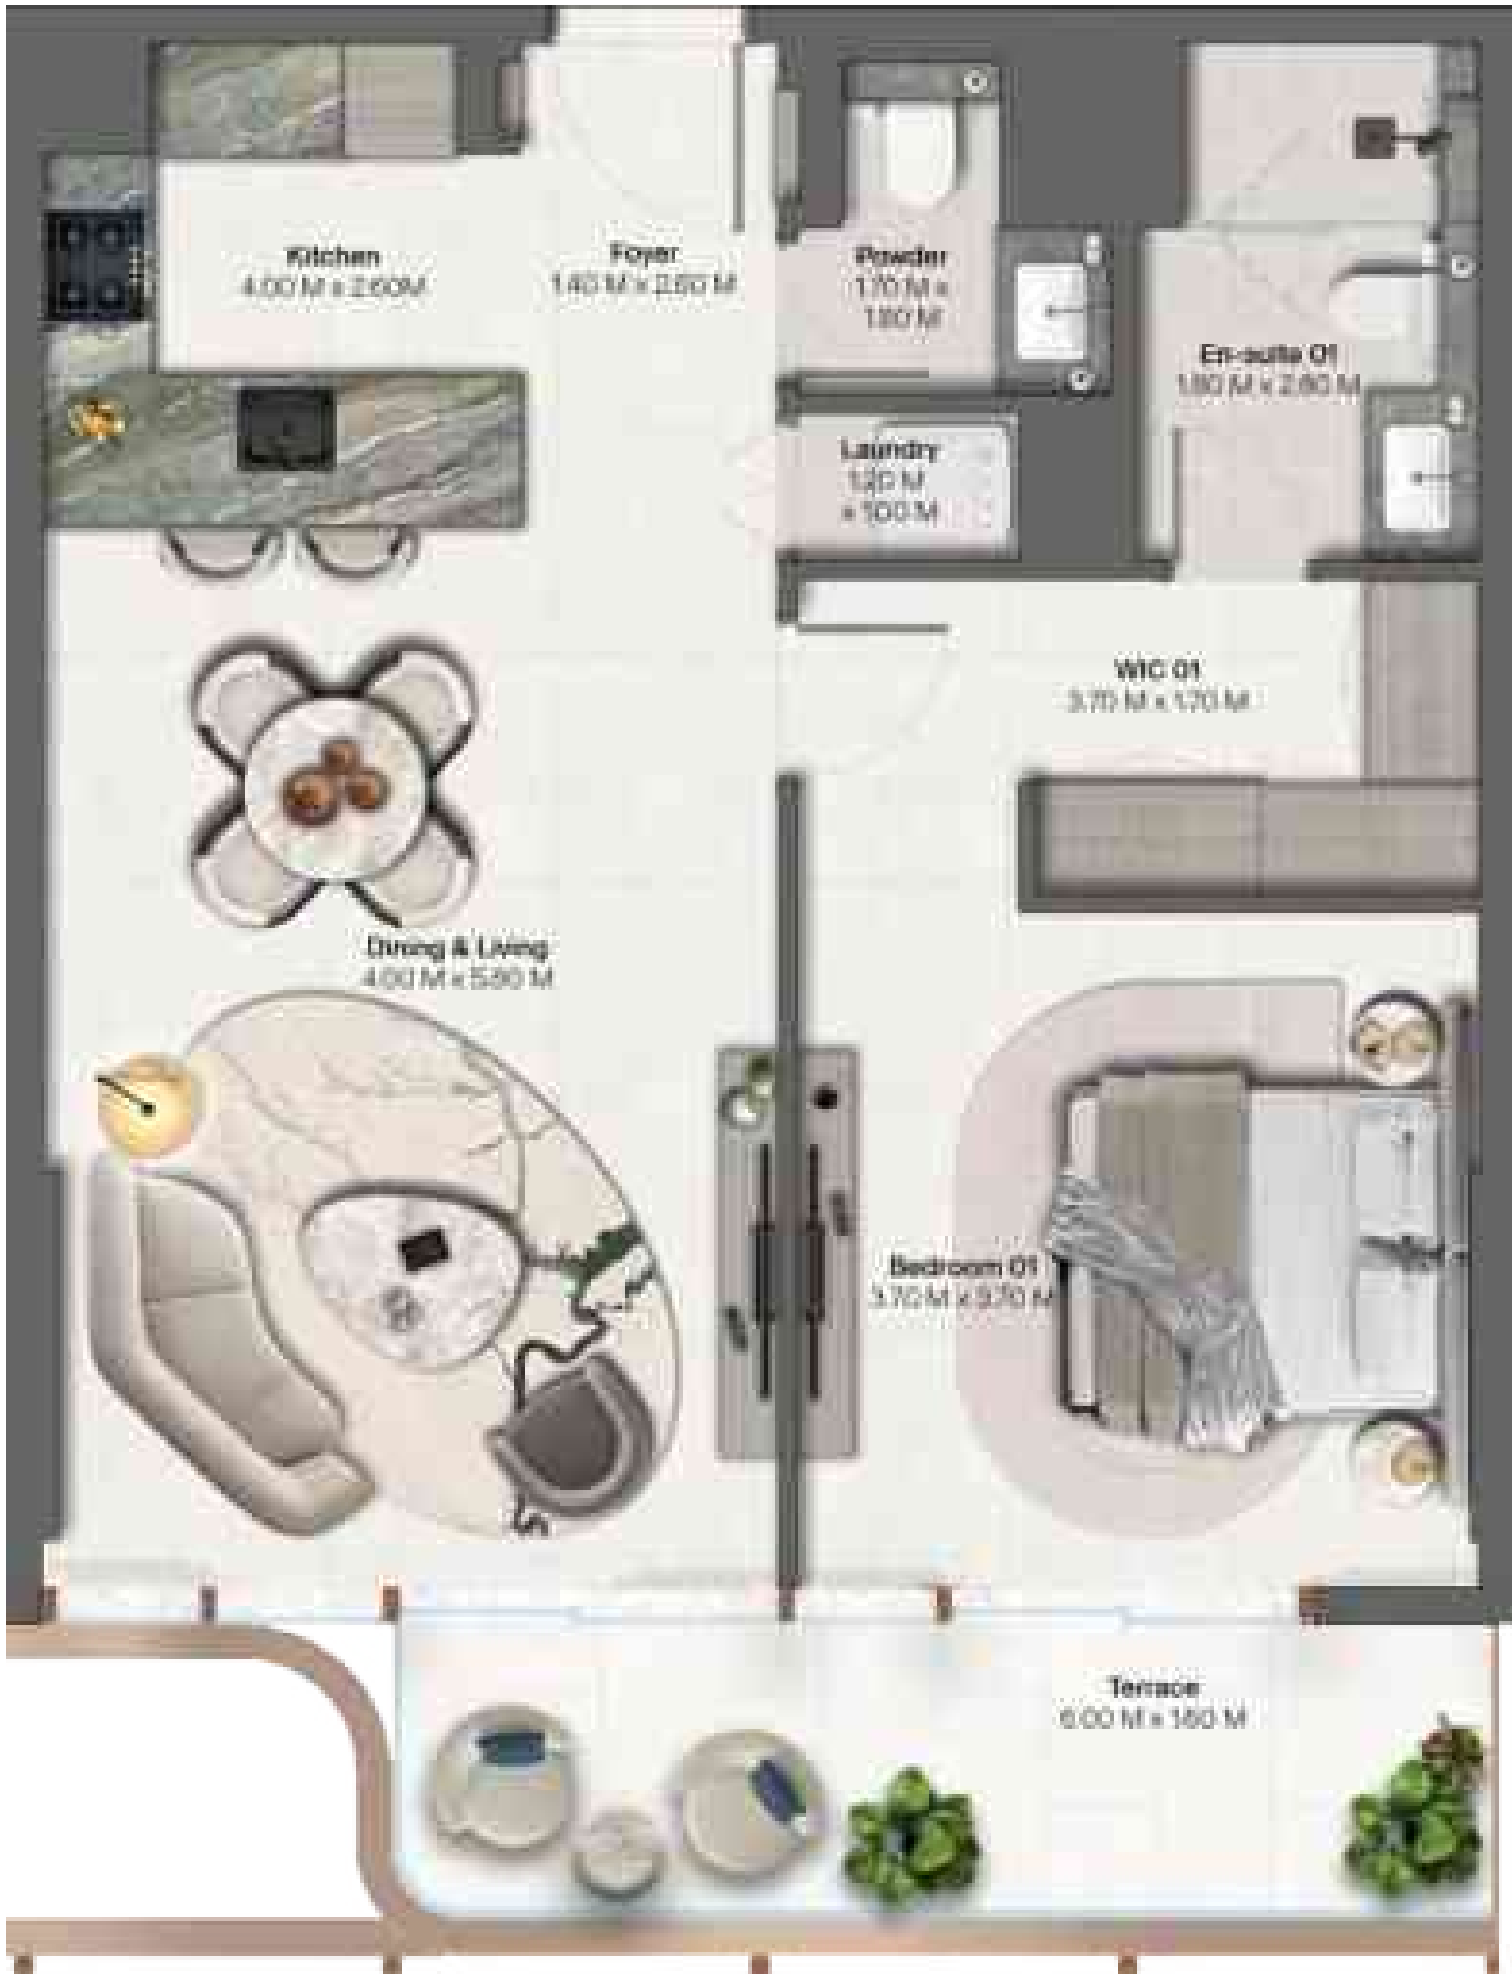 Kitchen
4.00 M x 2.60M
Foyer
1.40 M x 2.60 M
Powder
1.70 M x
1.80 M
En-suite 01
1.80 M x 2.80 M
Laundry
1.20 M
x 1.00 M
WIC 01
3.70 M x 1.70 M
Dining & Living
4.00 M x 5.80 M
Bedroom 01
3.70 M x 3.70 M
Terrace
6.00 M x 1.60 M